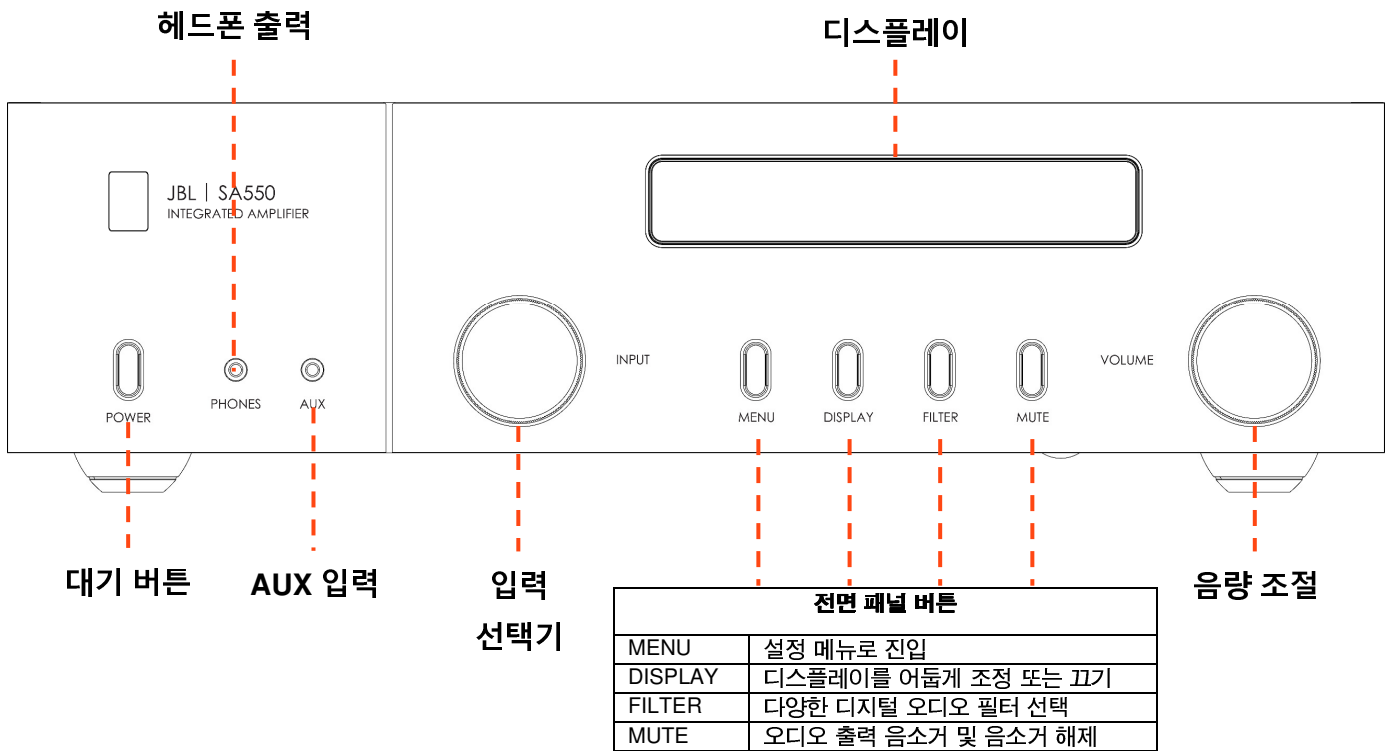 헤드폰 출력
디스플레이
JBL | SA550
INTEGRATED AMPLIFIER
INPUT
VOLUME
POWER
PHONES
AUX
MENU
DISPLAY
FILTER
MUTE
대기 버튼
AUX 입력
입력
선택기
음량 조절
전면 패널 버튼
MENU 설정 메뉴로 진입
DISPLAY 디스플레이를 어둡게 조정 또는 끄기
FILTER 다양한 디지털 오디오 필터 선택
MUTE 오디오 출력 음소거 및 음소거 해제